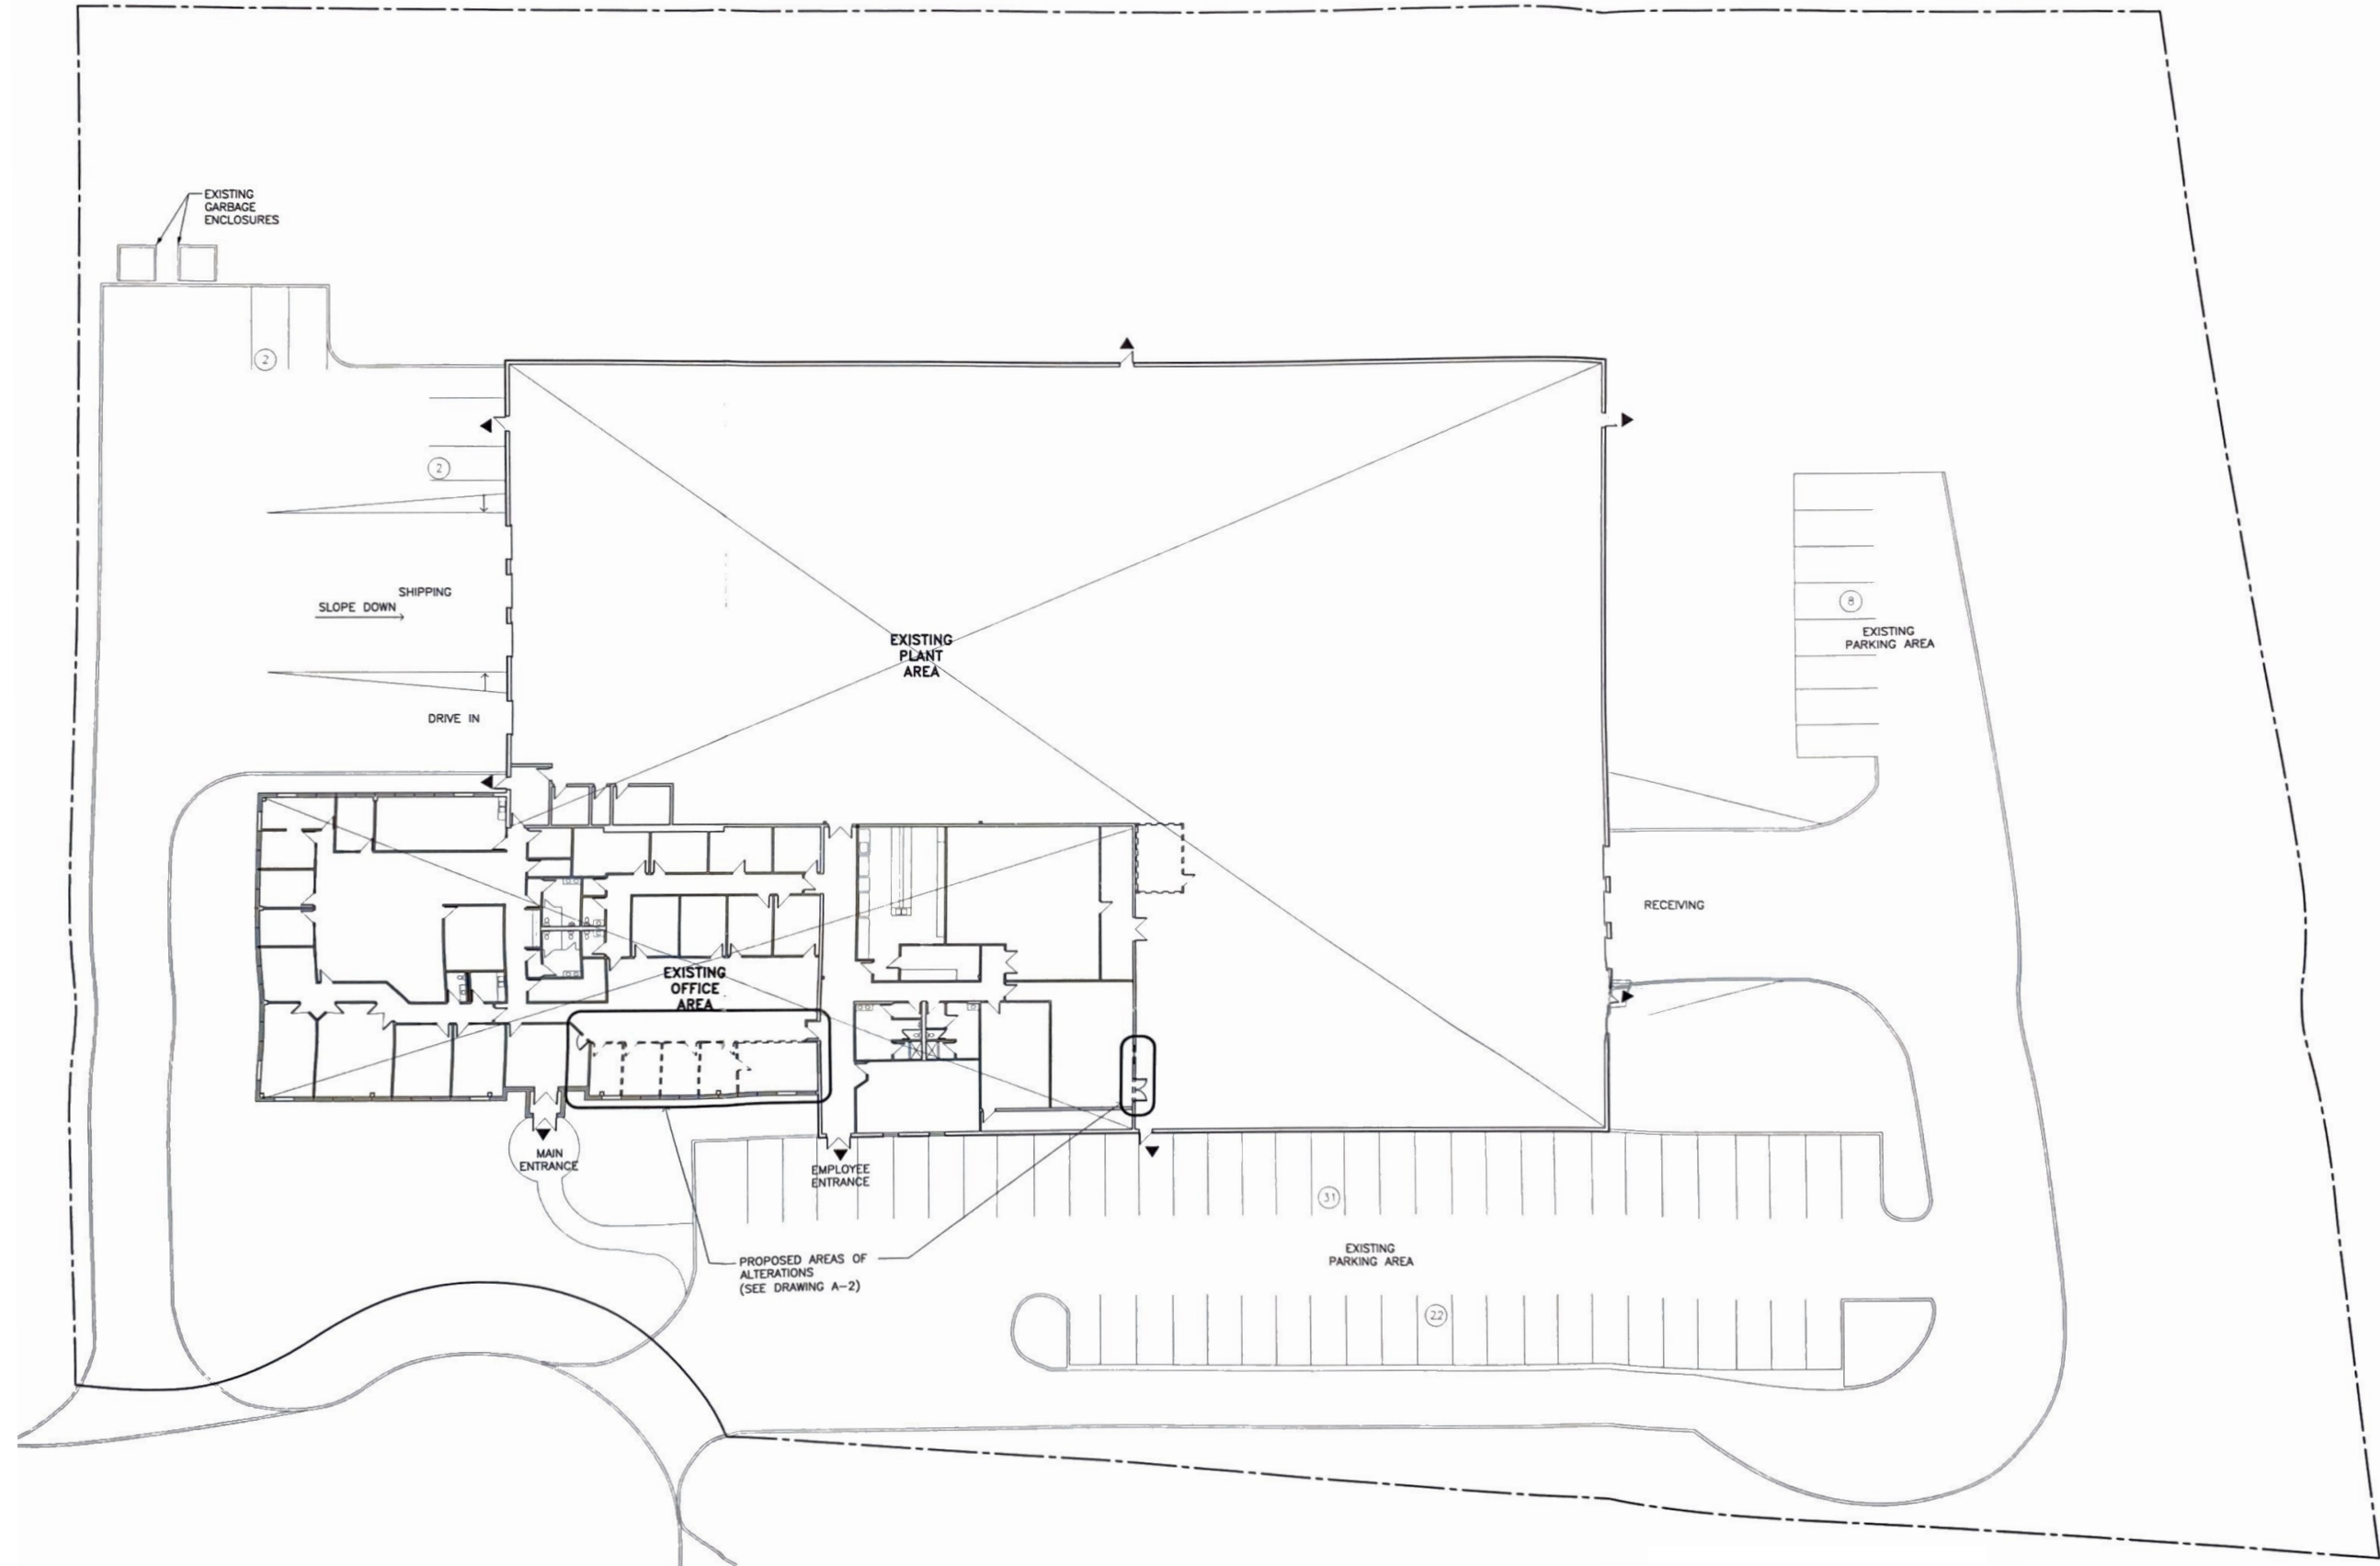 EXISTING
GARBAGE
ENCLOSURES
2
2
SHIPPING
SLOPE DOWN
DRIVE IN
EXISTING
PLANT
AREA
8
EXISTING
PARKING AREA
RECEIVING
EXISTING
OFFICE
AREA
MAIN
ENTRANCE
EMPLOYEE
ENTRANCE
31
PROPOSED AREAS OF
ALTERATIONS
(SEE DRAWING A-2)
EXISTING
PARKING AREA
22